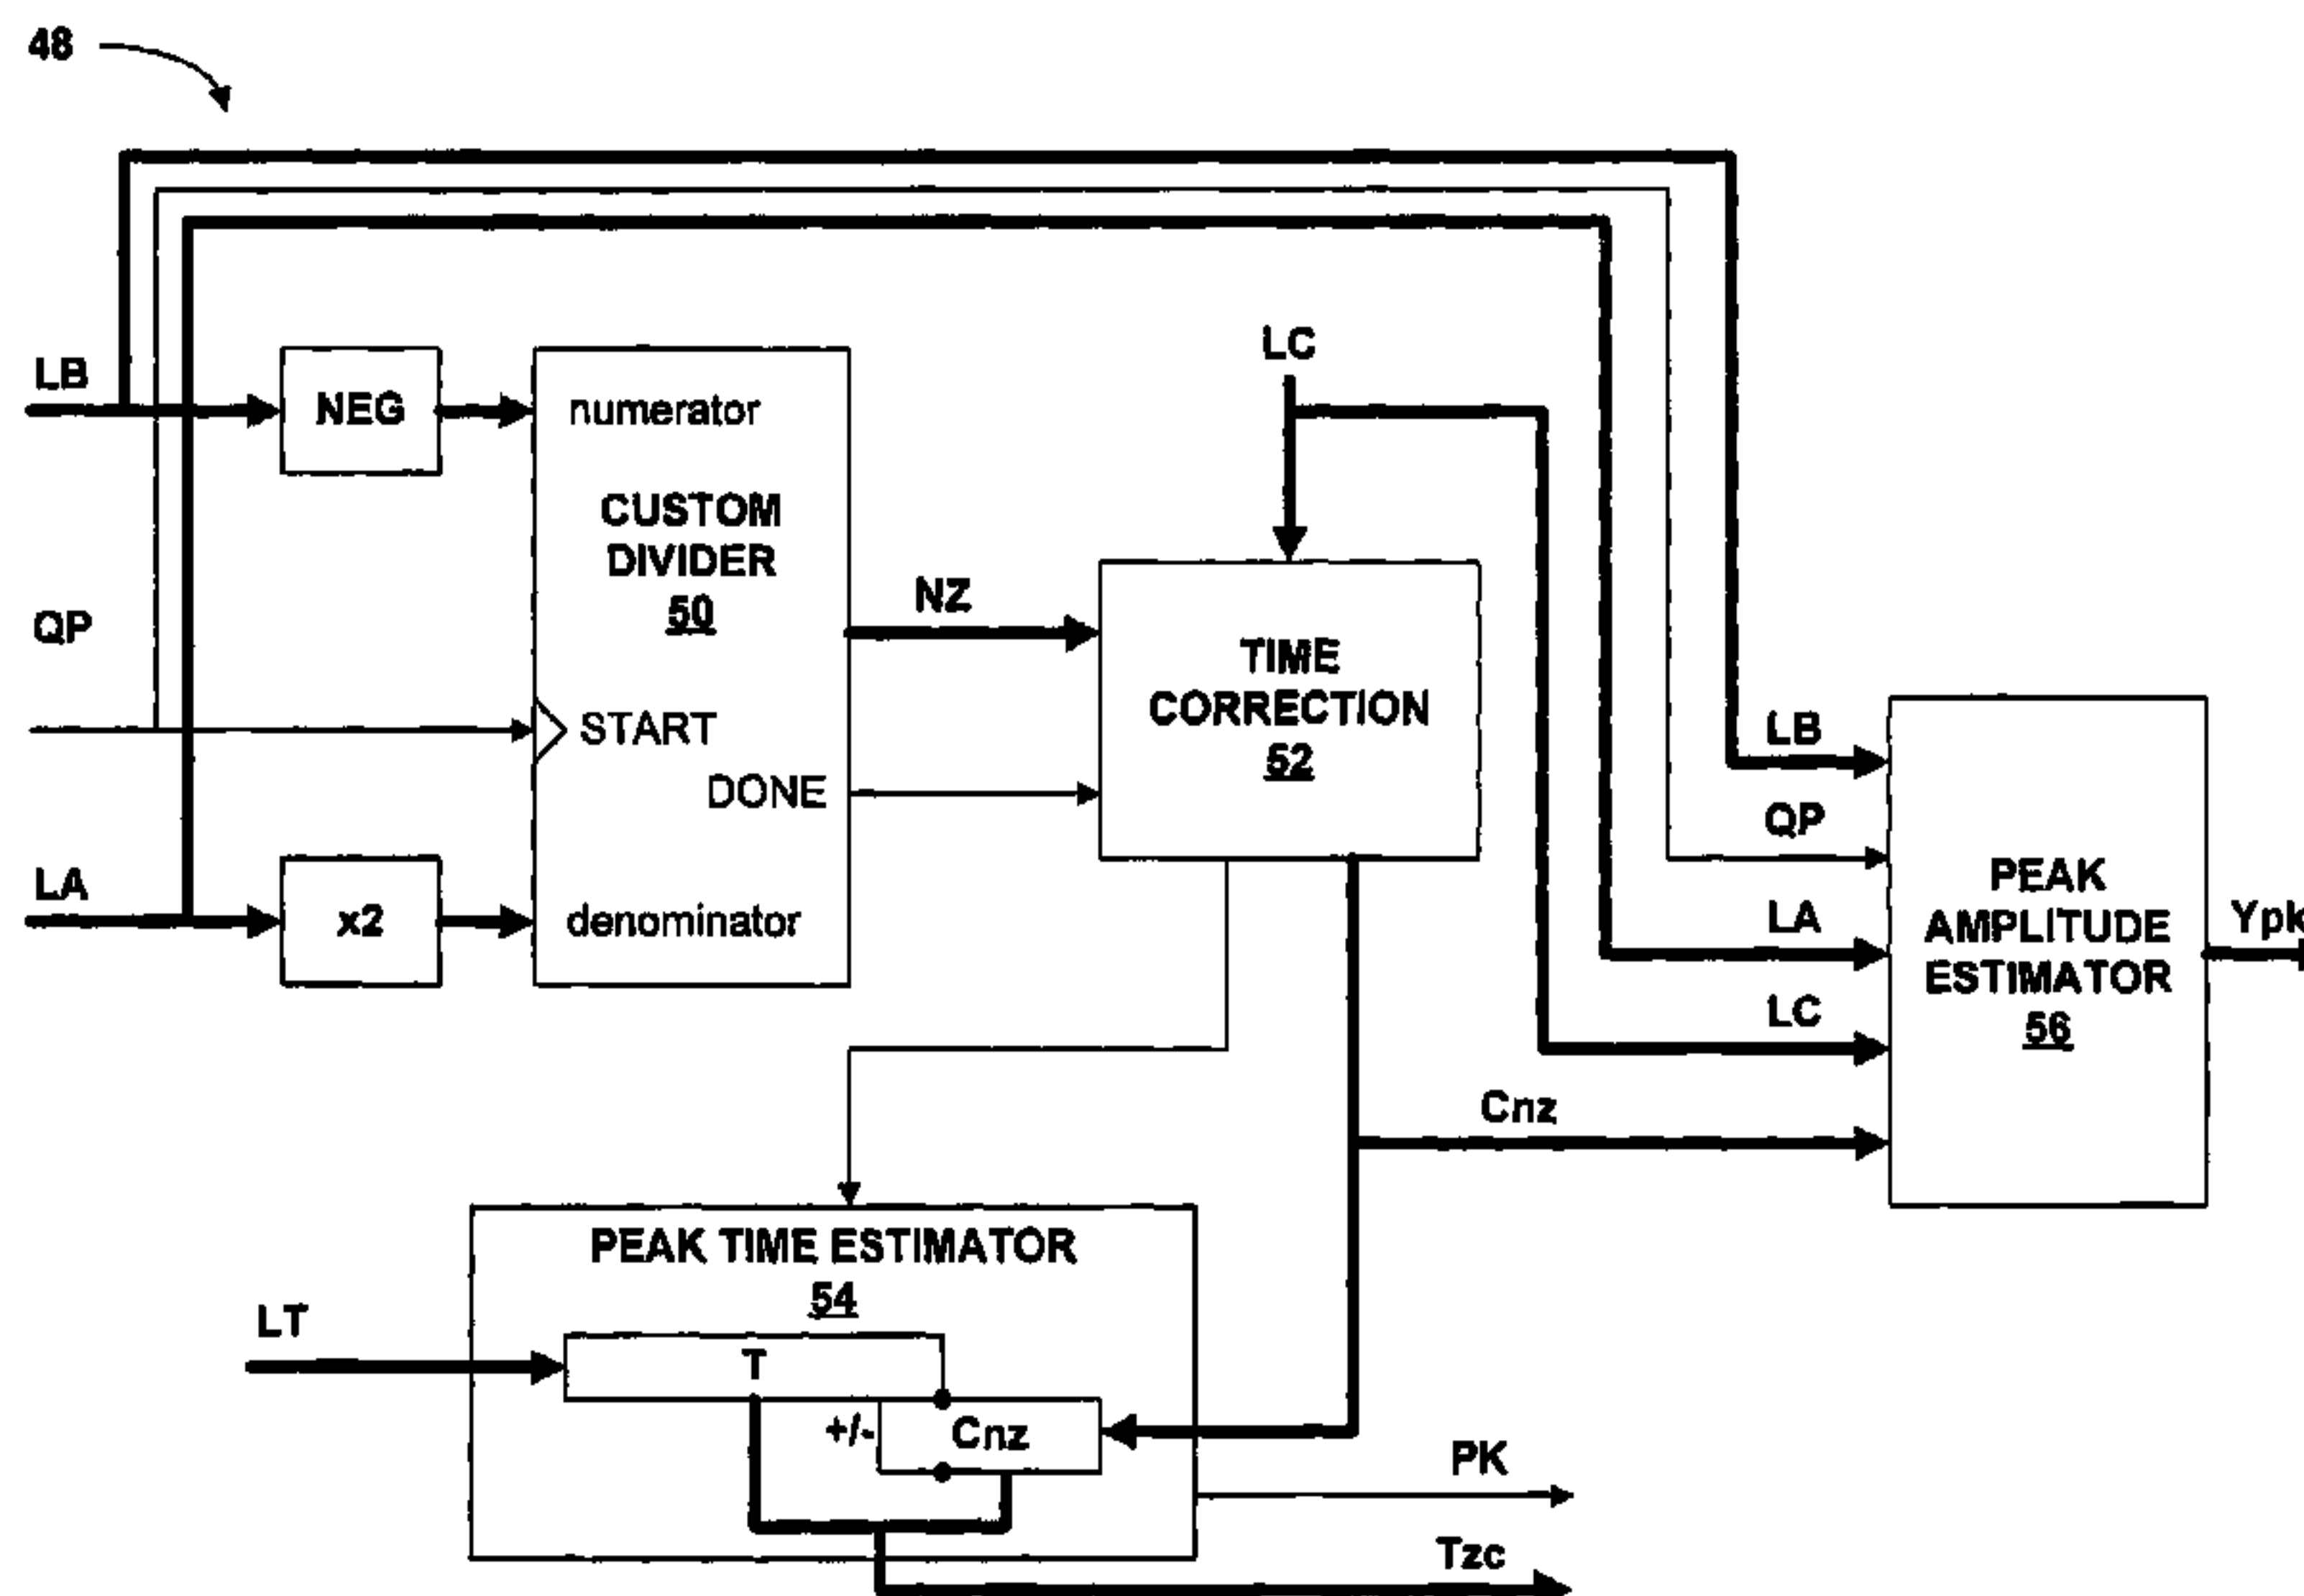 48
LB
NEG
numerator
CUSTOM
DIVIDER
50
QP
START
DONE
LA
x2
denominator
NZ
LC
TIME
CORRECTION
52
LB
QP
LA
LC
Cnz
PEAK
AMPLITUDE
ESTIMATOR
56
Ypk
PEAK TIME ESTIMATOR
54
LT
T
+/-
Cnz
PK
Tzc